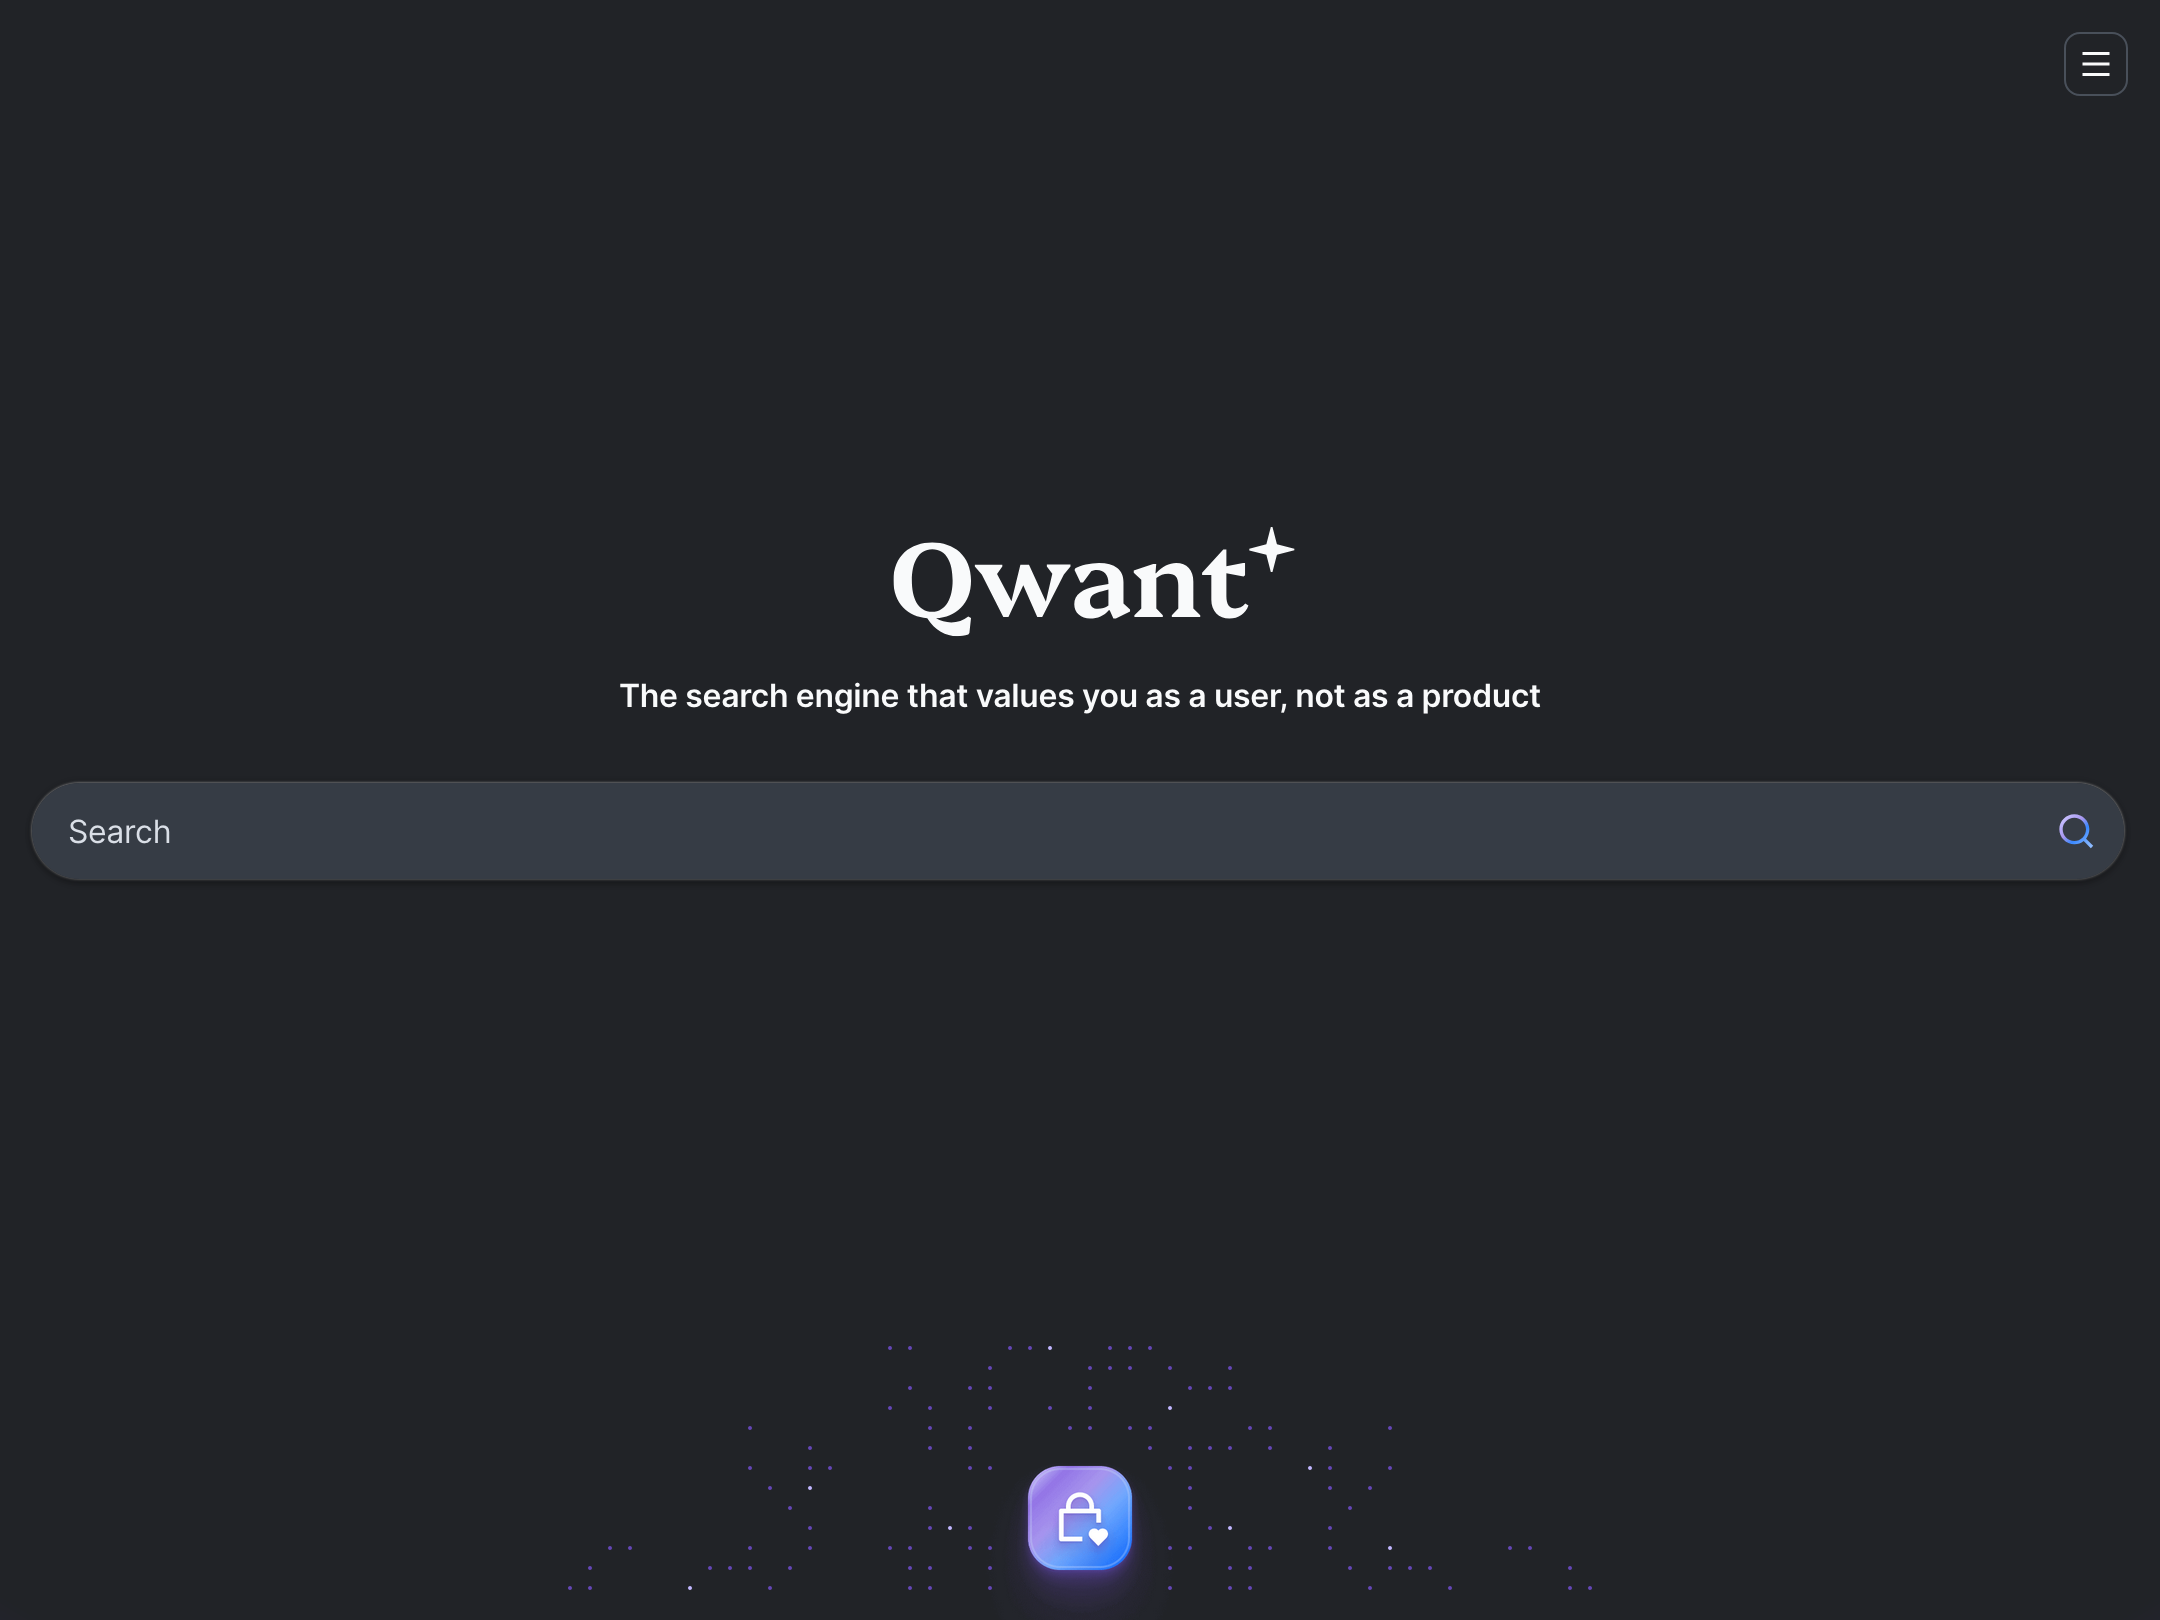 Qwant
The search engine that values you as a user, not as a product
Search